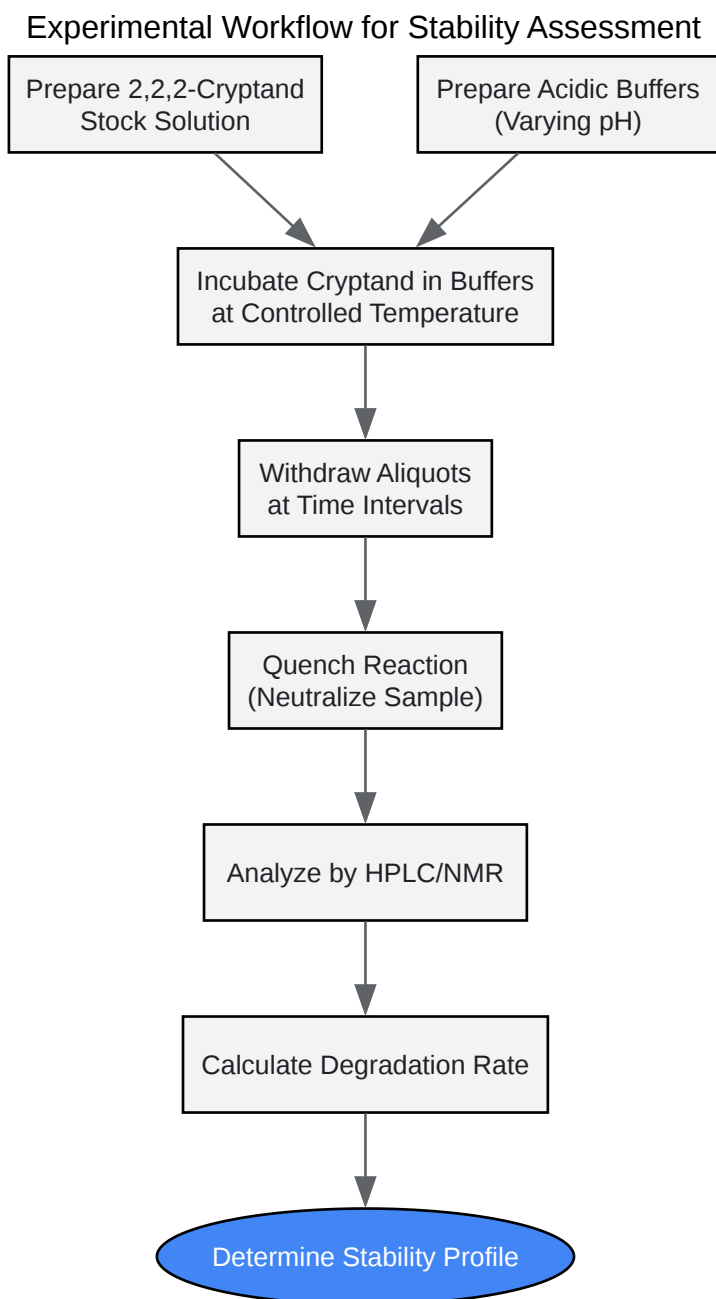 Experimental Workflow for Stability Assessment
Prepare 2,2,2-Cryptand
Stock Solution
Prepare Acidic Buffers
(Varying pH)
Incubate Cryptand in Buffers
at Controlled Temperature
Withdraw Aliquots
at Time Intervals
Quench Reaction
(Neutralize Sample)
Analyze by HPLC/NMR
Calculate Degradation Rate
Determine Stability Profile